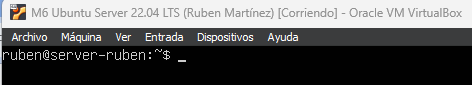 M6 Ubuntu Server 22.04 LTS (Ruben Martínez) [Corriendo] - Oracle VM VirtualBox
Archivo Máquina Ver Entrada Dispositivos Ayuda
ruben@server-ruben:~$ _